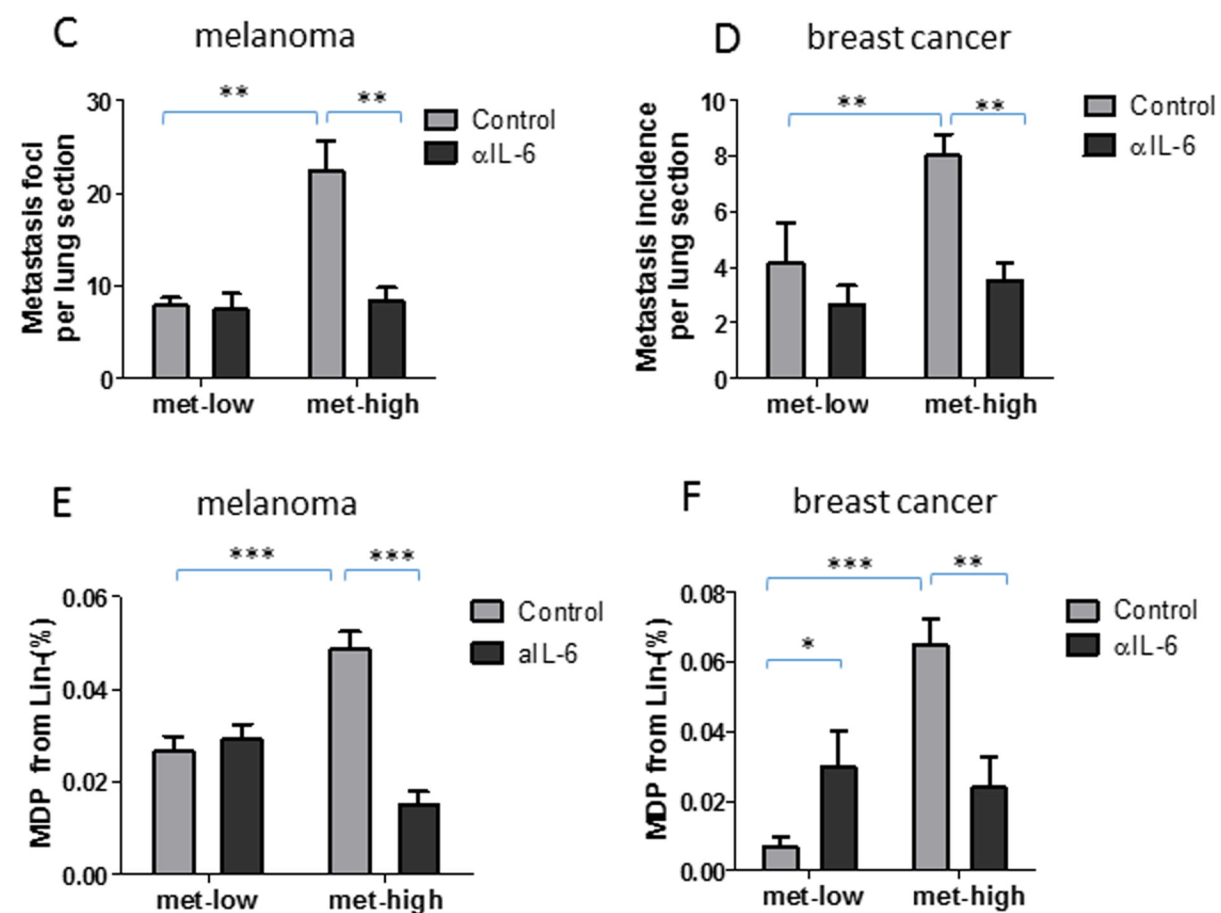 C melanoma
** **
Metastasis foci
per lung section
30
20
10
0
met-low met-high
Control
αIL-6
D breast cancer
** **
Metastasis incidence
per lung section
10
8
6
4
2
0
met-low met-high
Control
αIL-6
E melanoma
*** ***
MDP from Lin-(%)
0.06
0.04
0.02
0.00
met-low met-high
Control
aIL-6
F breast cancer
*** **
*
MDP from Lin-(%)
0.08
0.06
0.04
0.02
0.00
met-low met-high
Control
αIL-6